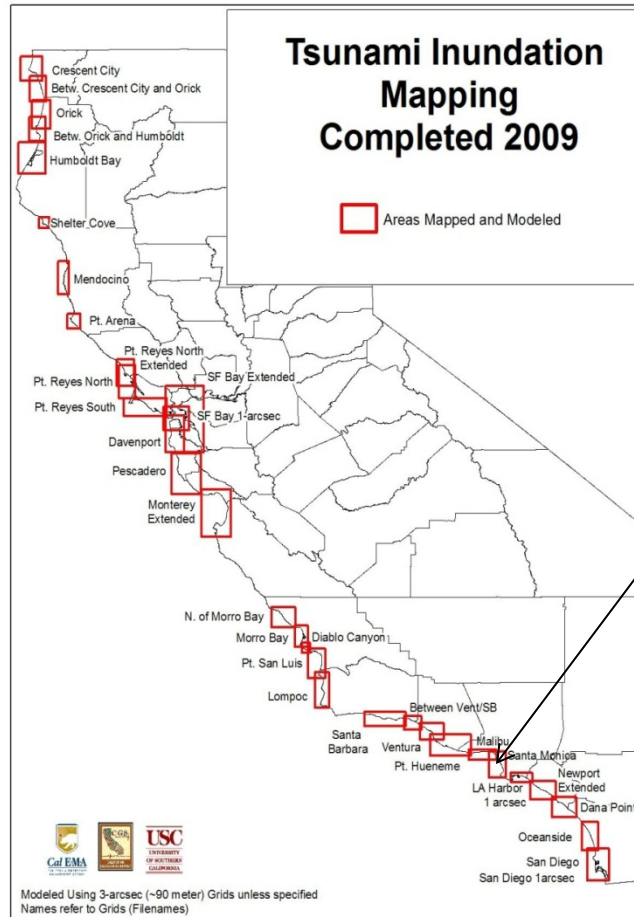 Tsunami Inundation
Mapping
Completed 2009
Areas Mapped and Modeled
Crescent City
Betw. Crescent City and Orick
Orick
Betw. Orick and Humboldt
Humboldt Bay
Shelter Cove
Mendocino
Pt. Arena
Pt. Reyes North
Extended
Pt. Reyes North
SF Bay Extended
Pt. Reyes South
SF Bay 1-arcsec
Davenport
Pescadero
Monterey
Extended
N. of Morro Bay
Morro Bay
Diablo Canyon
Pt. San Luis
Lompoc
Between Vent/SB
Santa
Barbara
Ventura
Malibu
Pt. Hueneme
Santa Monica
LA Harbor
1 arcsec
Newport
Extended
Dana Point
Oceanside
San Diego
San Diego 1arcsec
Cal EMA
CGS
USC
UNIVERSITY
OF SOUTHERN
CALIFORNIA
Modeled Using 3-arcsec (~90 meter) Grids unless specified
Names refer to Grids (Filenames)